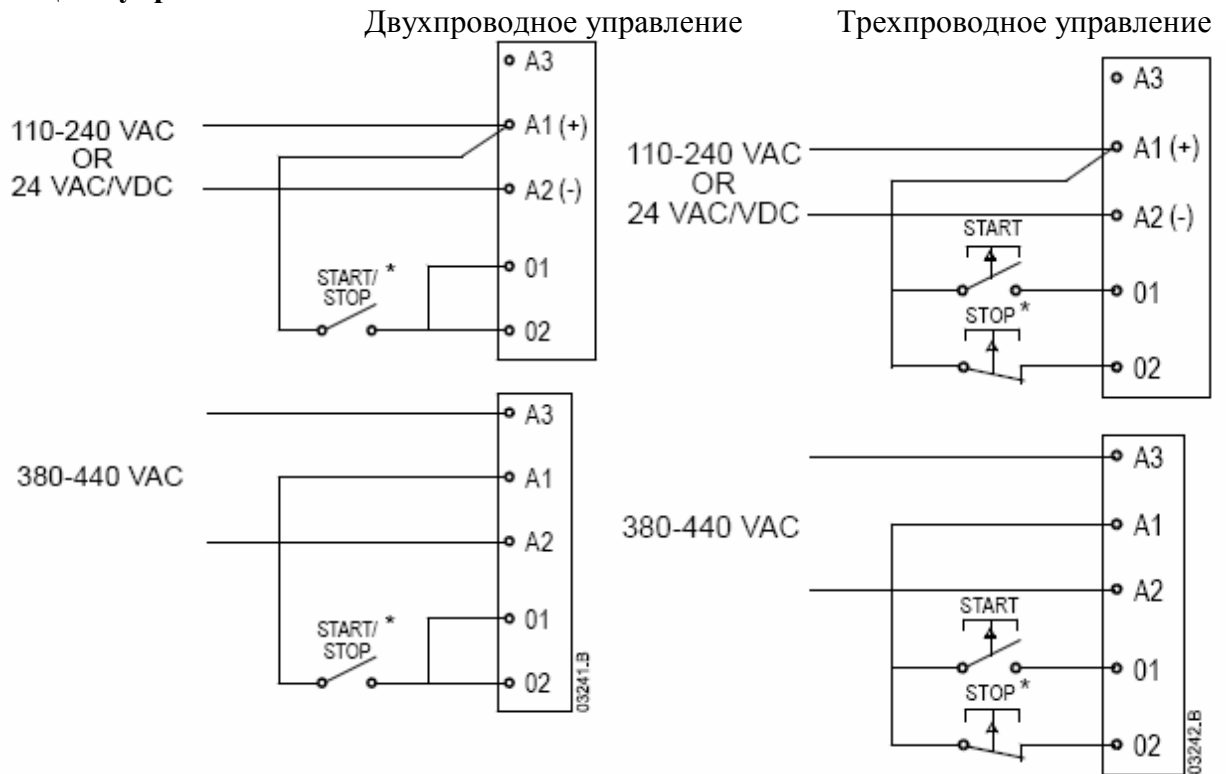 Двухпроводное управление
A3
110-240 VAC
OR
24 VAC/VDC
A1 (+)
A2 (-)
START/ *
STOP
01
02
380-440 VAC
A3
A1
A2
START/ *
STOP
01
02
03241.B
Трехпроводное управление
A3
110-240 VAC
OR
24 VAC/VDC
A1 (+)
A2 (-)
START
01
STOP *
02
380-440 VAC
A3
A1
A2
START
01
STOP *
02
03242.B